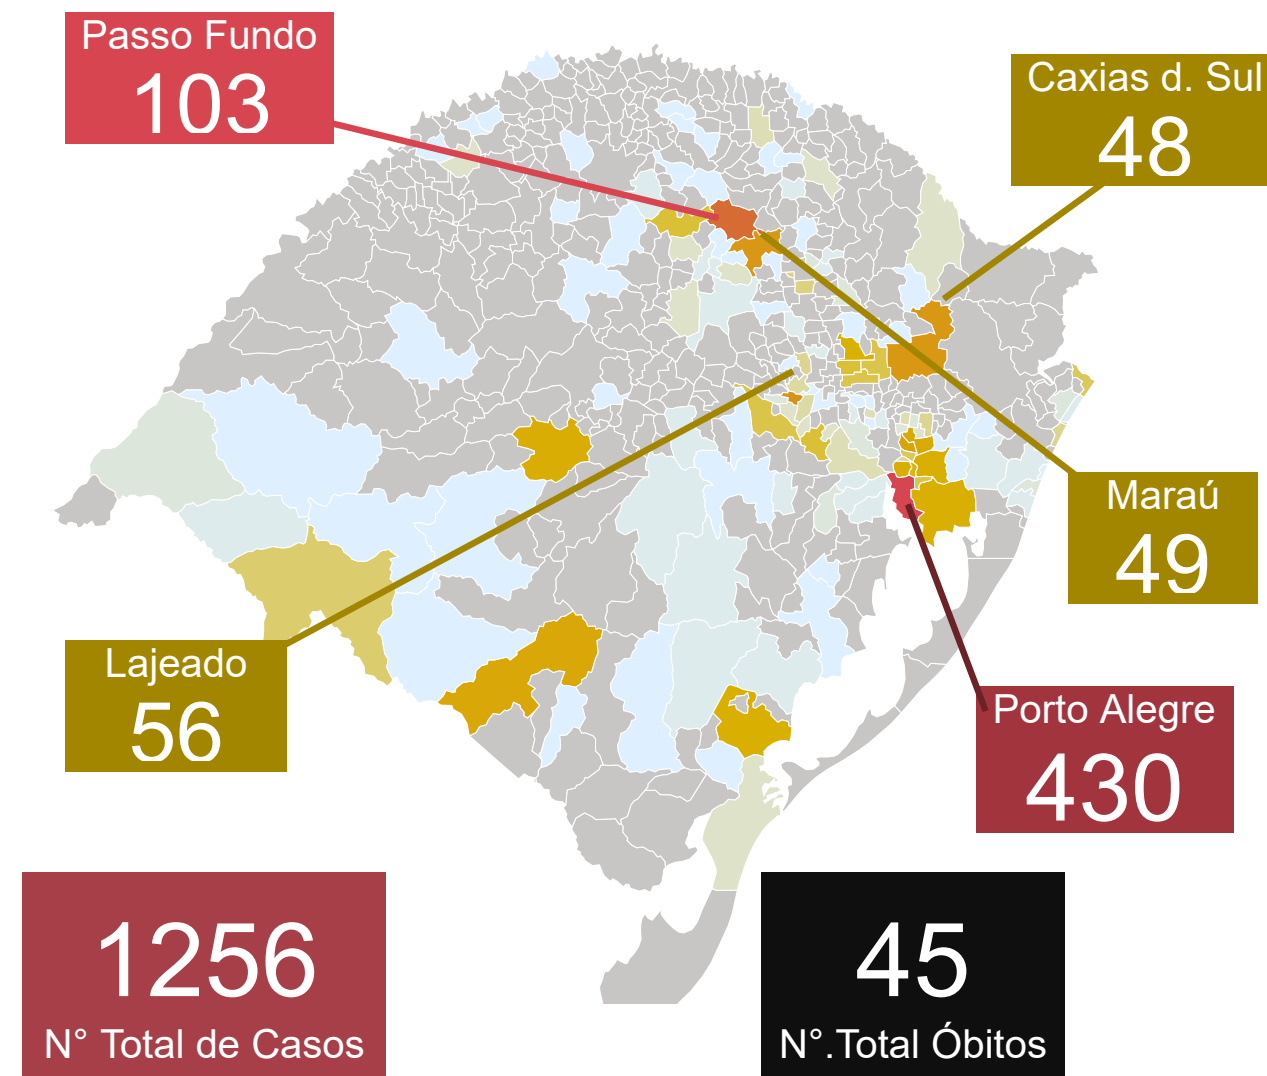 Passo Fundo
103
Caxias d. Sul
48
Maraú
49
Lajeado
56
Porto Alegre
430
1256
N° Total de Casos
45
N°.Total Óbitos